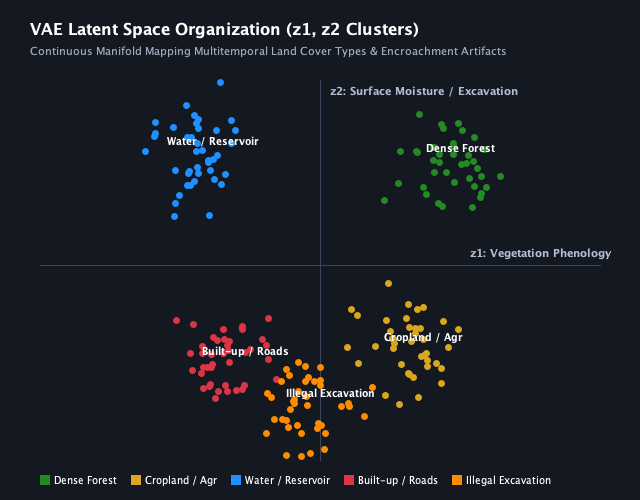 VAE Latent Space Organization (z1, z2 Clusters)
Continuous Manifold Mapping Multitemporal Land Cover Types & Encroachment Artifacts
z2: Surface Moisture / Excavation
Water / Reservoir
Dense Forest
z1: Vegetation Phenology
Cropland / Agr
Built-up / Roads
Illegal Excavation
Dense Forest Cropland / Agr Water / Reservoir Built-up / Roads Illegal Excavation